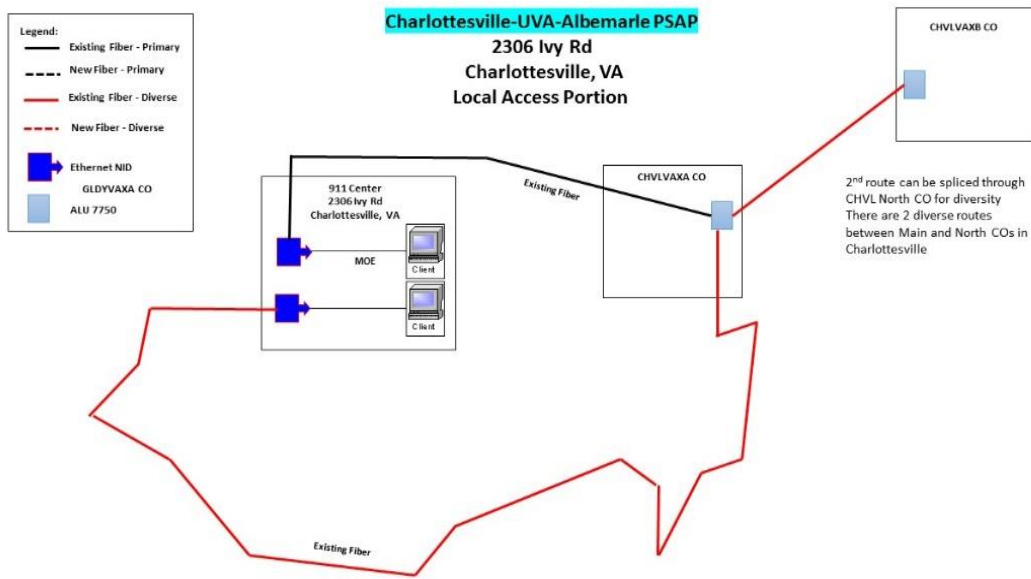 Charlottesville-UVA-Albemarle PSAP
2306 Ivy Rd
Charlottesville, VA
Local Access Portion
Legend:
Existing Fiber - Primary
New Fiber - Primary
Existing Fiber - Diverse
New Fiber - Diverse
Ethernet NID
GLDYVAXA CO
ALU 7750
911 Center
2306 Ivy Rd
Charlottesville, VA
MOE
Client
Client
Existing Fiber
CHVLVAXA CO
CHVLVAXB CO
2nd route can be spliced through
CHVL North CO for diversity
There are 2 diverse routes
between Main and North COs in
Charlottesville
Existing Fiber